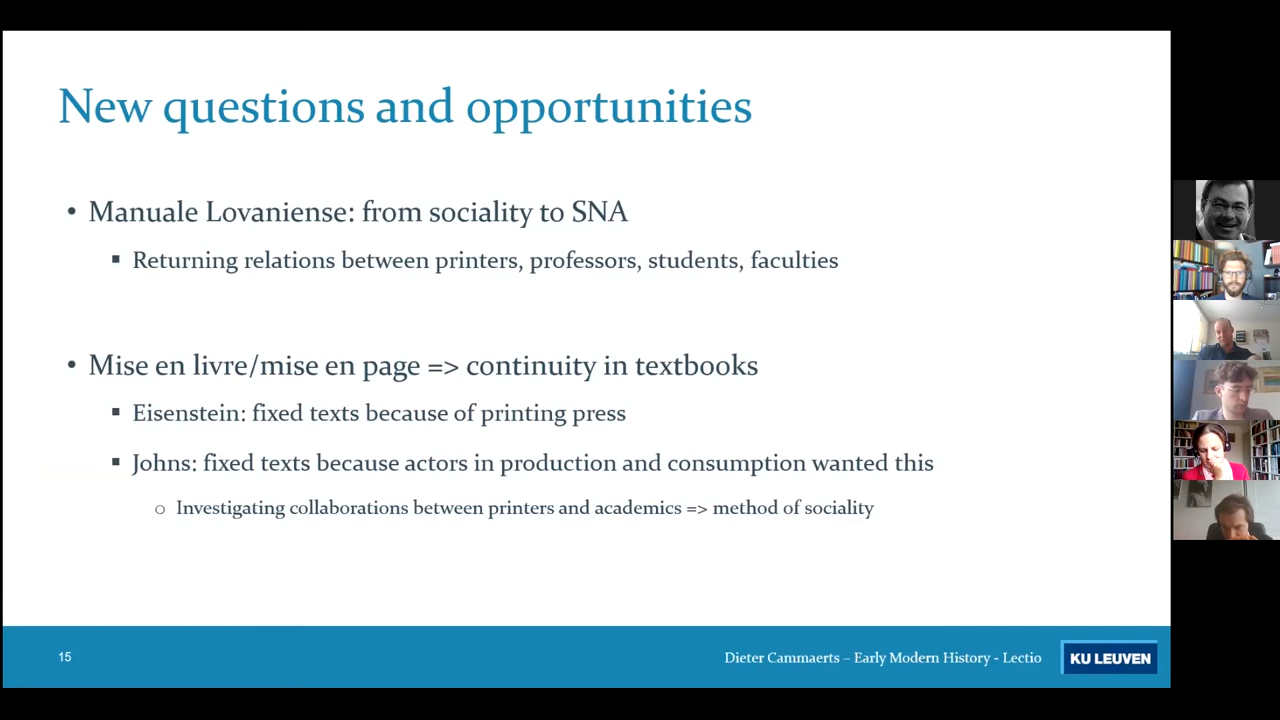 New questions and opportunities
• Manuale Lovaniense: from sociality to SNA
▪ Returning relations between printers, professors, students, faculties
• Mise en livre/mise en page => continuity in textbooks
▪ Eisenstein: fixed texts because of printing press
▪ Johns: fixed texts because actors in production and consumption wanted this
○ Investigating collaborations between printers and academics => method of sociality
15
Dieter Cammaerts – Early Modern History - Lectio
KU LEUVEN